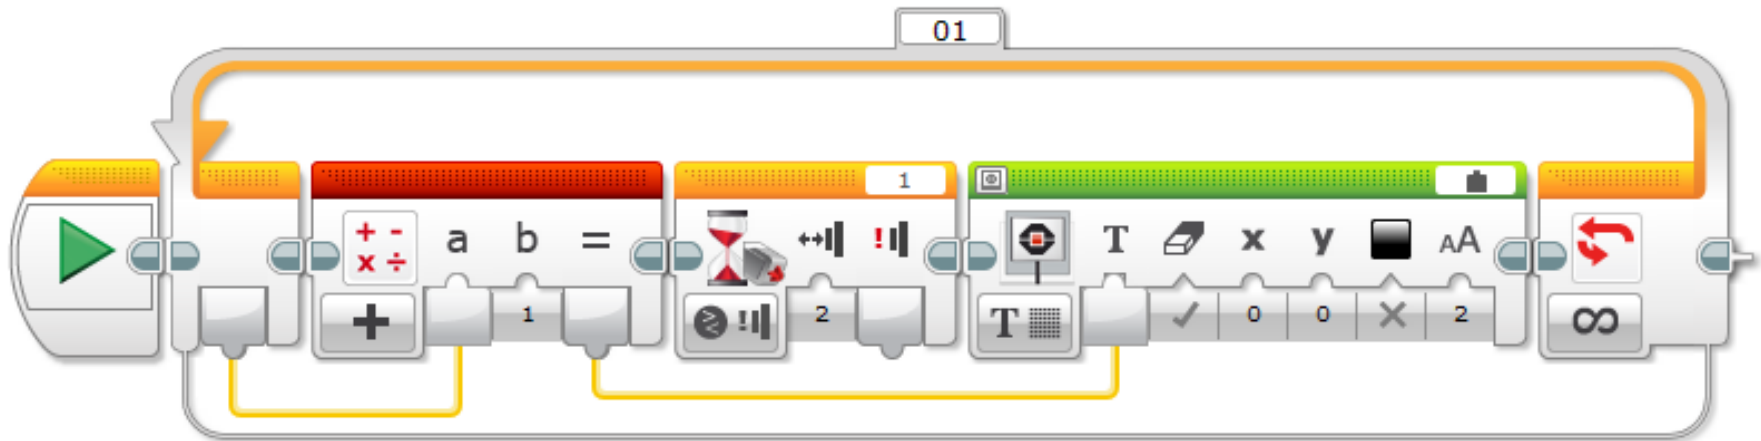 01
1
+ -
x ÷
a b =
T x y AA
+ 1
2
T 0 0 2
∞